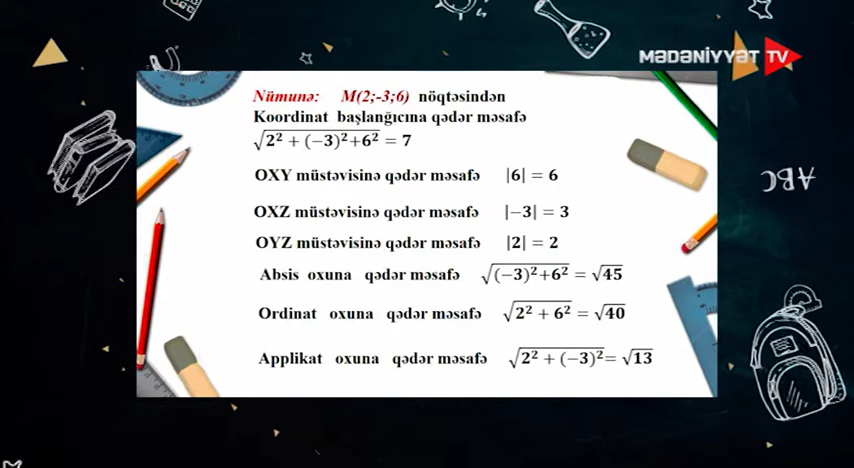 MƏDƏNİYYƏT TV
Nümunə: M(2;-3;6) nöqtəsindən
Koordinat başlanğıcına qədər məsafə
√(2² + (−3)²+6²) = 7
OXY müstəvisinə qədər məsafə |6| = 6
OXZ müstəvisinə qədər məsafə |−3| = 3
OYZ müstəvisinə qədər məsafə |2| = 2
Absis oxuna qədər məsafə √((−3)²+6²) = √45
Ordinat oxuna qədər məsafə √(2² + 6²) = √40
Applikat oxuna qədər məsafə √(2² + (−3)²)= √13
ABC